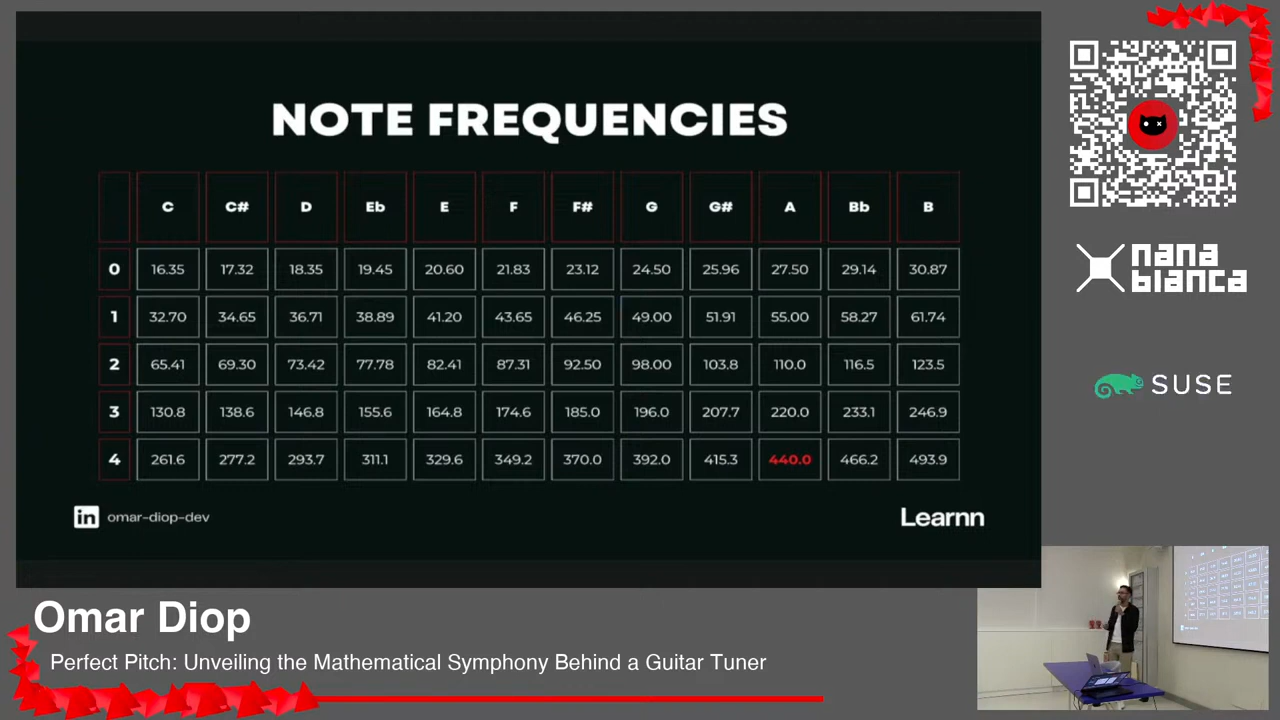 NOTE FREQUENCIES
C C# D Eb E F F# G G# A Bb B
0 16.35 17.32 18.35 19.45 20.60 21.83 23.12 24.50 25.96 27.50 29.14 30.87
1 32.70 34.65 36.71 38.89 41.20 43.65 46.25 49.00 51.91 55.00 58.27 61.74
2 65.41 69.30 73.42 77.78 82.41 87.31 92.50 98.00 103.8 110.0 116.5 123.5
3 130.8 138.6 146.8 155.6 164.8 174.6 185.0 196.0 207.7 220.0 233.1 246.9
4 261.6 277.2 293.7 311.1 329.6 349.2 370.0 392.0 415.3 440.0 466.2 493.9
in omar-diop-dev
Learnn
nana
bianca
SUSE
Omar Diop
Perfect Pitch: Unveiling the Mathematical Symphony Behind a Guitar Tuner